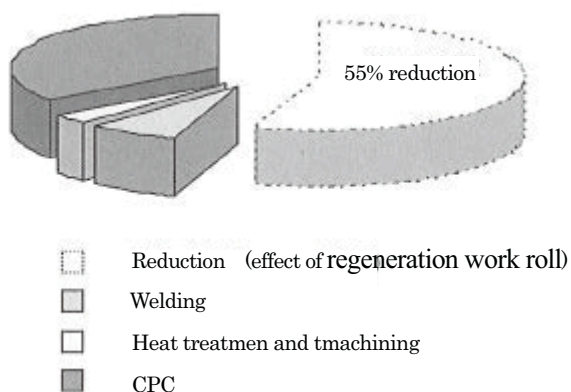 55% reduction
Reduction (effect of regeneration work roll)
Welding
Heat treatmen and tmachining
CPC